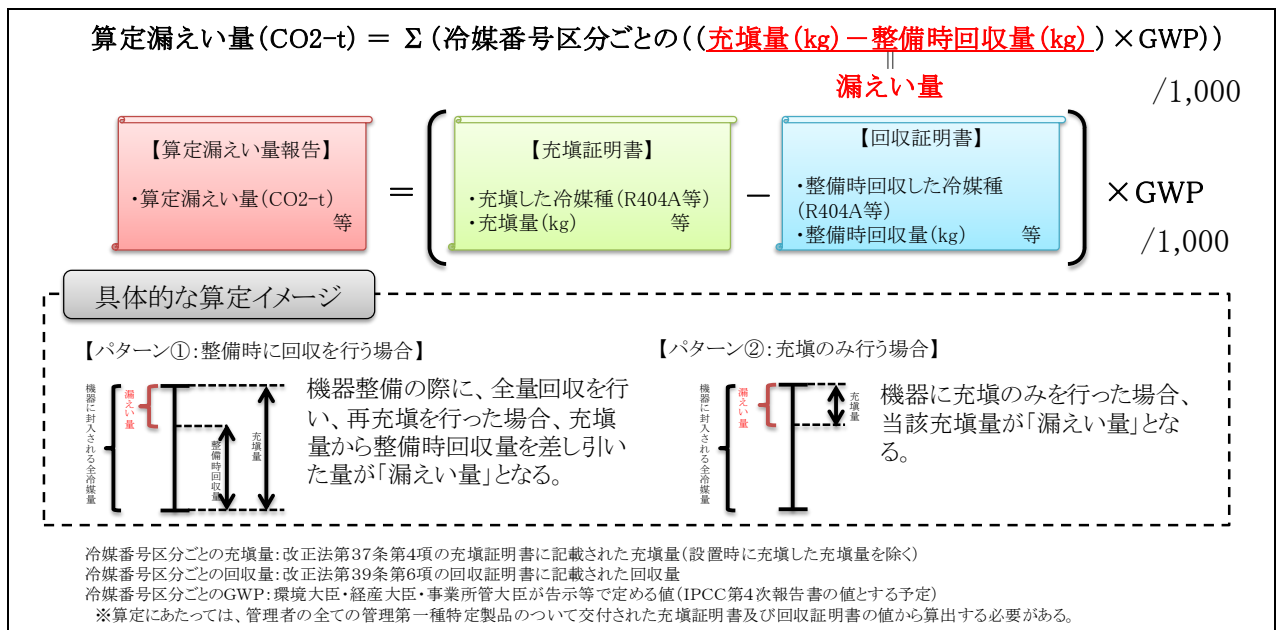 算定漏えい量(CO2-t) = Σ(冷媒番号区分ごとの((充塡量(kg)-整備時回収量(kg))×GWP))
=
漏えい量
/1,000
【算定漏えい量報告】
・算定漏えい量(CO2-t)
等
=
【充塡証明書】
・充塡した冷媒種(R404A等)
・充塡量(kg) 等
-
【回収証明書】
・整備時回収した冷媒種
(R404A等)
・整備時回収量(kg) 等
×GWP
/1,000
具体的な算定イメージ
【パターン①:整備時に回収を行う場合】
機器に封入される全冷媒量
漏えい量
整備時回収量
充塡量
機器整備の際に、全量回収を行
い、再充塡を行った場合、充塡
量から整備時回収量を差し引い
た量が「漏えい量」となる。
【パターン②:充塡のみ行う場合】
機器に封入される全冷媒量
漏えい量
充塡量
機器に充塡のみを行った場合、
当該充塡量が「漏えい量」とな
る。
冷媒番号区分ごとの充塡量:改正法第37条第4項の充塡証明書に記載された充塡量(設置時に充塡した充塡量を除く)
冷媒番号区分ごとの回収量:改正法第39条第6項の回収証明書に記載された回収量
冷媒番号区分ごとのGWP:環境大臣・経産大臣・事業所管大臣が告示等で定める値(IPCC第4次報告書の値とする予定)
※算定にあたっては、管理者の全ての管理第一種特定製品のついて交付された充塡証明書及び回収証明書の値から算出する必要がある。